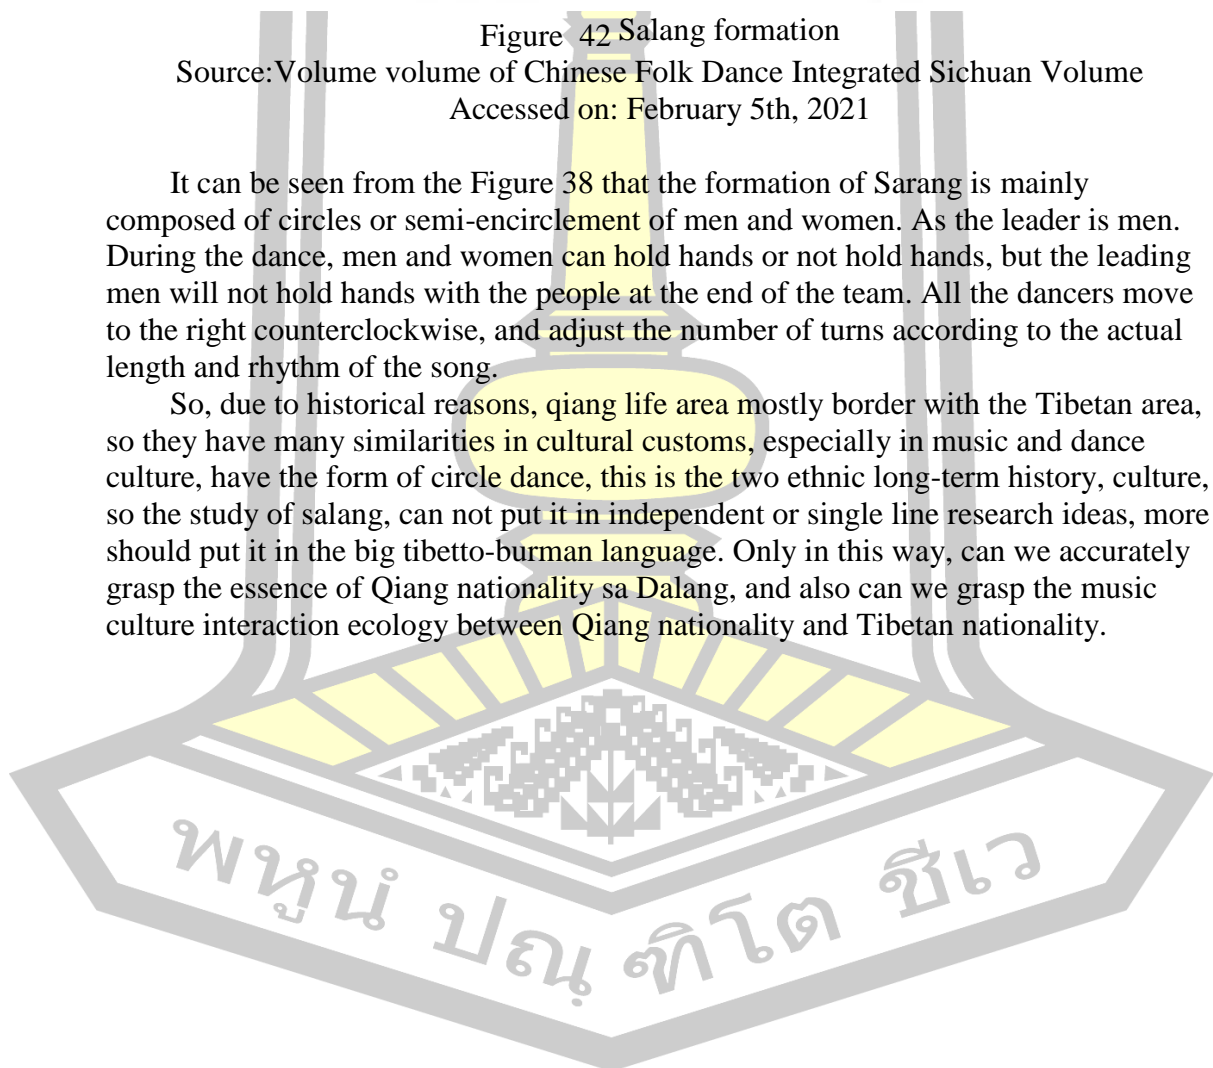 Figure 42 Salang formation
Source:Volume volume of Chinese Folk Dance Integrated Sichuan Volume
Accessed on: February 5th, 2021
It can be seen from the Figure 38 that the formation of Sarang is mainly
composed of circles or semi-encirclement of men and women. As the leader is men.
During the dance, men and women can hold hands or not hold hands, but the leading
men will not hold hands with the people at the end of the team. All the dancers move
to the right counterclockwise, and adjust the number of turns according to the actual
length and rhythm of the song.
So, due to historical reasons, qiang life area mostly border with the Tibetan area,
so they have many similarities in cultural customs, especially in music and dance
culture, have the form of circle dance, this is the two ethnic long-term history, culture,
so the study of salang, can not put it in independent or single line research ideas, more
should put it in the big tibetto-burman language. Only in this way, can we accurately
grasp the essence of Qiang nationality sa Dalang, and also can we grasp the music
culture interaction ecology between Qiang nationality and Tibetan nationality.
พหูนํ ปณฺฑิโต ชีเว